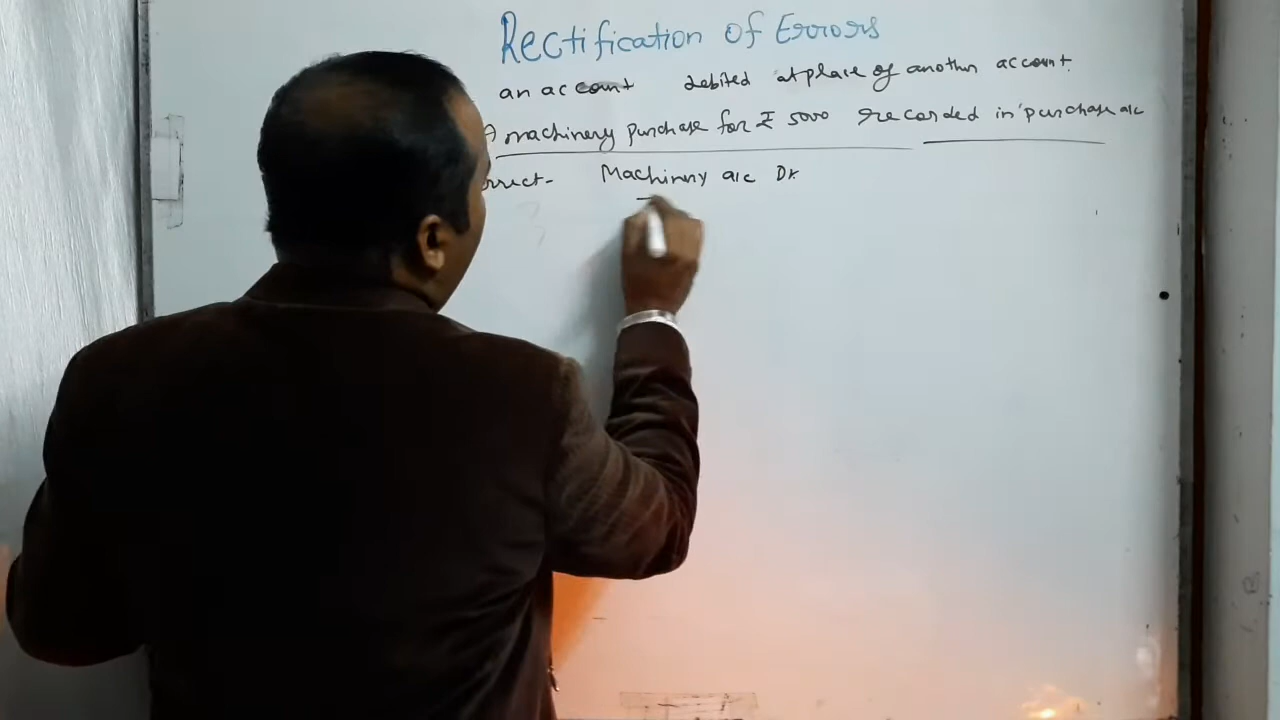 Rectification of Errors
an account debited at place of another account.
A machinery purchase for ₹ 5000 recorded in 'purchase a/c
rrect- Machinery a/c Dr